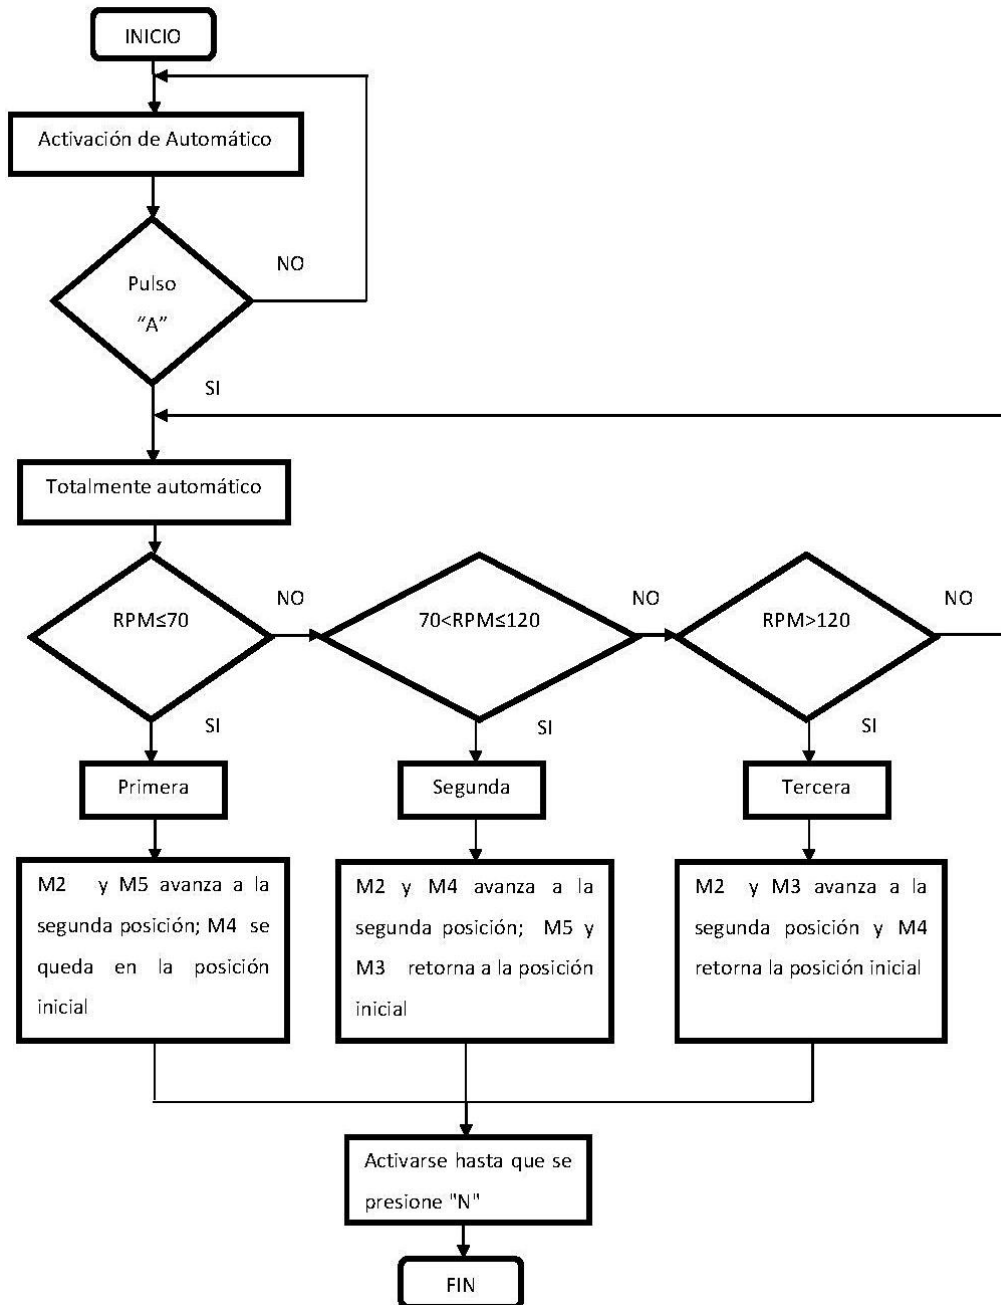 INICIO
Activación de Automático
Pulso
“A”
NO
SI
Totalmente automático
RPM≤70
NO
SI
70<RPM≤120
NO
SI
RPM>120
NO
SI
Primera
Segunda
Tercera
M2 y M5 avanza a la
segunda posición; M4 se
queda en la posición
inicial
M2 y M4 avanza a la
segunda posición; M5 y
M3 retorna a la posición
inicial
M2 y M3 avanza a la
segunda posición y M4
retorna la posición inicial
Activarse hasta que se
presione "N"
FIN